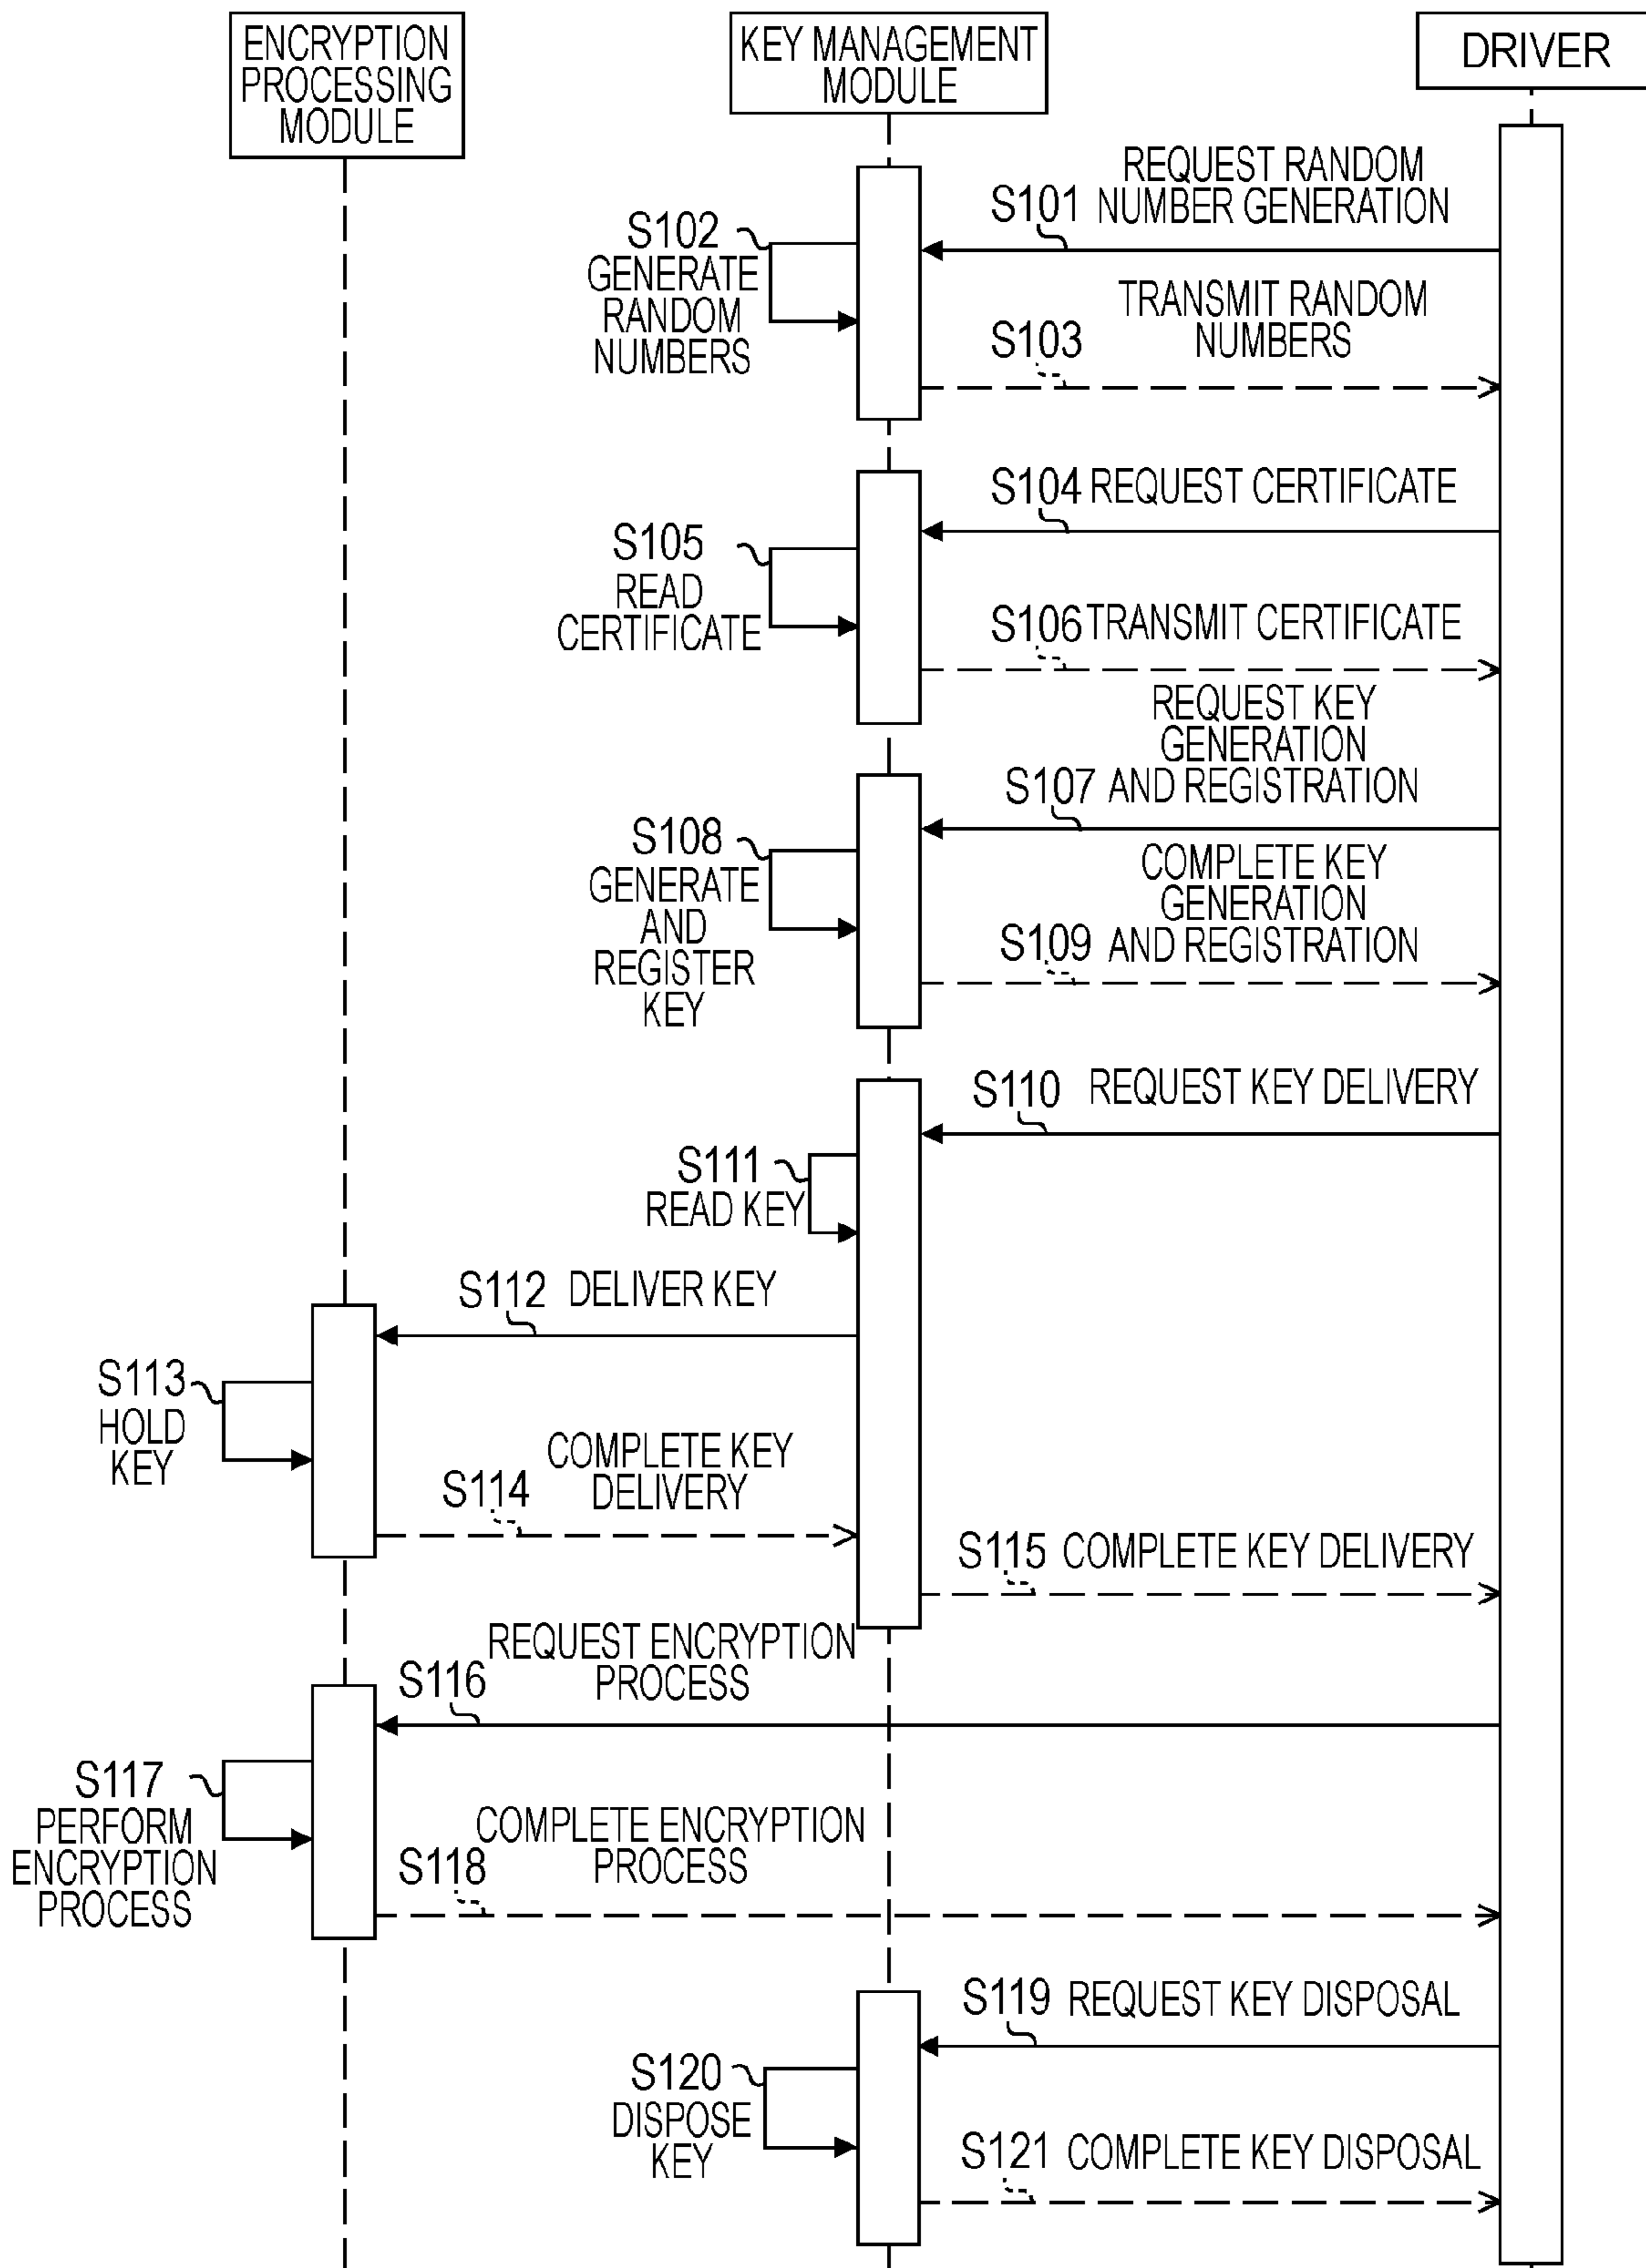 ENCRYPTION
PROCESSING
MODULE
KEY MANAGEMENT
MODULE
DRIVER
REQUEST RANDOM
S101 NUMBER GENERATION
S102
GENERATE
RANDOM
NUMBERS
TRANSMIT RANDOM
S103 NUMBERS
S104 REQUEST CERTIFICATE
S105
READ
CERTIFICATE
S106 TRANSMIT CERTIFICATE
REQUEST KEY
GENERATION
S107 AND REGISTRATION
S108
GENERATE
AND
REGISTER
KEY
COMPLETE KEY
GENERATION
S109 AND REGISTRATION
S110 REQUEST KEY DELIVERY
S111
READ KEY
S112 DELIVER KEY
S113
HOLD
KEY
COMPLETE KEY
S114 DELIVERY
S115 COMPLETE KEY DELIVERY
REQUEST ENCRYPTION
S116 PROCESS
S117
PERFORM
ENCRYPTION
PROCESS
COMPLETE ENCRYPTION
S118 PROCESS
S119 REQUEST KEY DISPOSAL
S120
DISPOSE
KEY
S121 COMPLETE KEY DISPOSAL